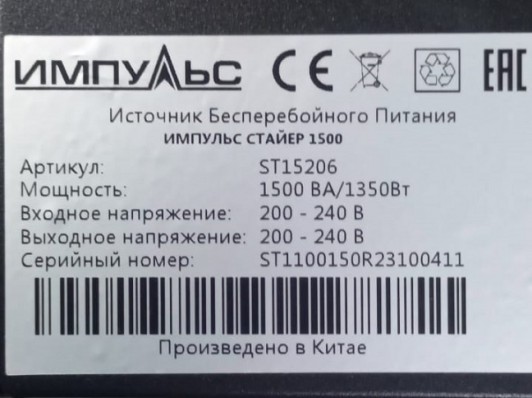 ИМПУЛЬС CE EAC
Источник Бесперебойного Питания
ИМПУЛЬС СТАЙЕР 1500
Артикул: ST15206
Мощность: 1500 ВА/1350Вт
Входное напряжение: 200 - 240 В
Выходное напряжение: 200 - 240 В
Серийный номер: ST1100150R23100411
Произведено в Китае